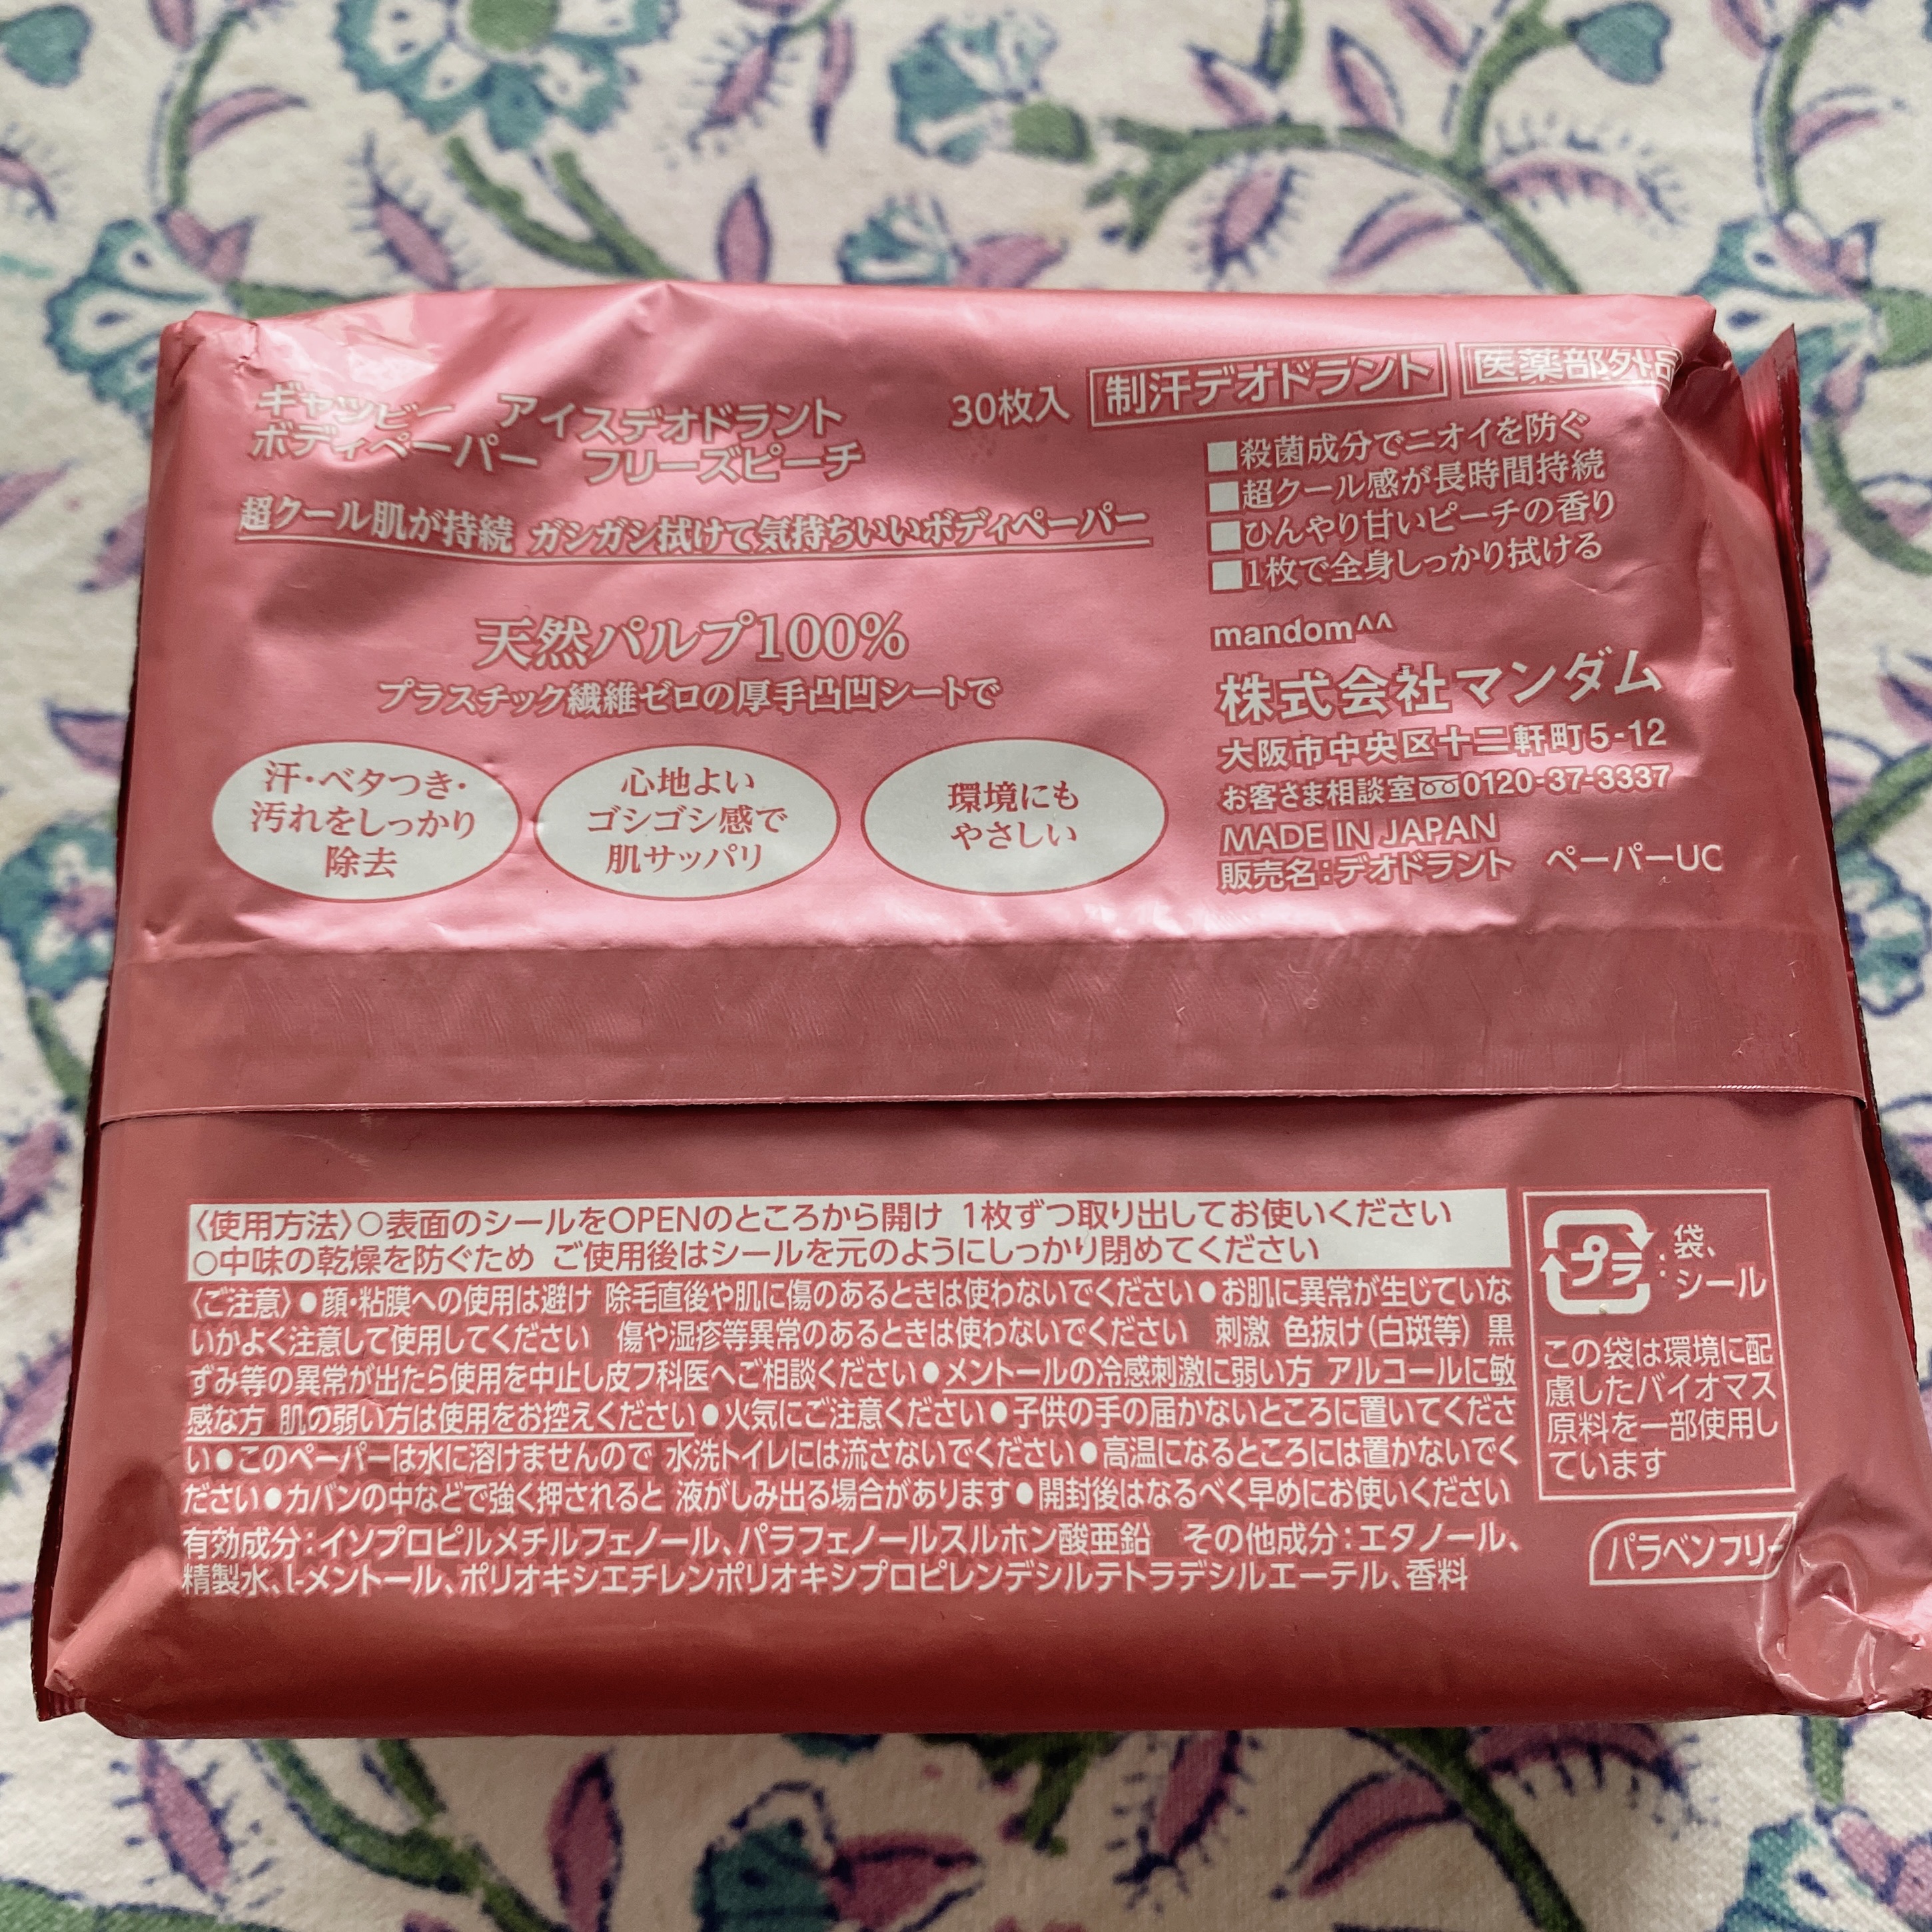 ギャツビー アイスデオドラント
ボディペーパー フリーズピーチ
30枚入
制汗デオドラント
医薬部外品
超クール肌が持続 ガシガシ拭けて気持ちいいボディペーパー
■殺菌成分でニオイを防ぐ
■超クール感が長時間持続
■ひんやり甘いピーチの香り
■1枚で全身しっかり拭ける
天然パルプ100%
プラスチック繊維ゼロの厚手凸凹シートで
汗・ベタつき・
汚れをしっかり
除去
心地よい
ゴシゴシ感で
肌サッパリ
環境にも
やさしい
mandom^^
株式会社マンダム
大阪市中央区十二軒町5-12
お客さま相談室 0120-37-3337
MADE IN JAPAN
販売名:デオドラント ペーパーUC
〈使用方法〉○表面のシールをOPENのところから開け 1枚ずつ取り出してお使いください
○中味の乾燥を防ぐため ご使用後はシールを元のようにしっかり閉めてください
〈ご注意〉●顔・粘膜への使用は避け 除毛直後や肌に傷のあるときは使わないでください●お肌に異常が生じていな
いかよく注意して使用してください 傷や湿疹等異常のあるときは使わないでください 刺激 色抜け(白斑等) 黒
ずみ等の異常が出たら使用を中止し皮フ科医へご相談ください●メントールの冷感刺激に弱い方 アルコールに敏
感な方 肌の弱い方は使用をお控えください●火気にご注意ください●子供の手の届かないところに置いてくださ
い●このペーパーは水に溶けませんので 水洗トイレには流さないでください●高温になるところには置かないでく
ださい●カバンの中などで強く押されると 液がしみ出る場合があります●開封後はなるべく早めにお使いください
有効成分:イソプロピルメチルフェノール、パラフェノールスルホン酸亜鉛 その他成分:エタノール、
精製水、l-メントール、ポリオキシエチレンポリオキシプロピレンデシルテトラデシルエーテル、香料
プラ
:袋、
シール
この袋は環境に配
慮したバイオマス
原料を一部使用し
ています
パラベンフリー